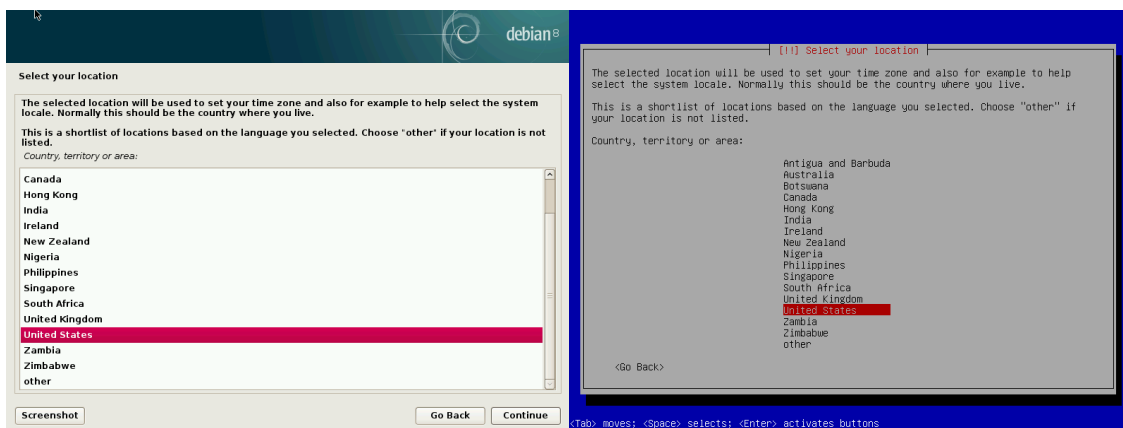 debian 8
Select your location
The selected location will be used to set your time zone and also for example to help select the system
locale. Normally this should be the country where you live.
This is a shortlist of locations based on the language you selected. Choose "other" if your location is not
listed.
Country, territory or area:
Canada
Hong Kong
India
Ireland
New Zealand
Nigeria
Philippines
Singapore
South Africa
United Kingdom
United States
Zambia
Zimbabwe
other
Screenshot
Go Back
Continue
[!!] Select your location
The selected location will be used to set your time zone and also for example to help
select the system locale. Normally this should be the country where you live.
This is a shortlist of locations based on the language you selected. Choose "other" if
your location is not listed.
Country, territory or area:
Antigua and Barbuda
Australia
Botswana
Canada
Hong Kong
India
Ireland
New Zealand
Nigeria
Philippines
Singapore
South Africa
United Kingdom
United States
Zambia
Zimbabwe
other
<Go Back>
<Tab> moves; <Space> selects; <Enter> activates buttons